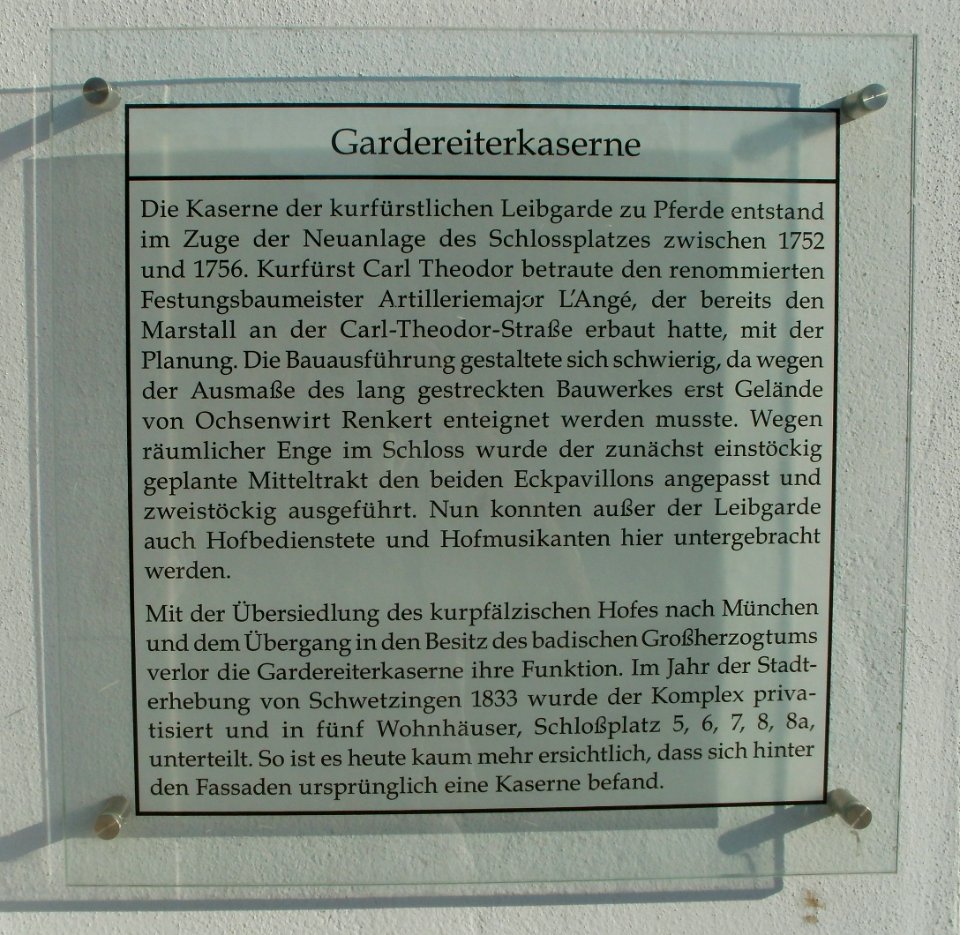 Gardereiterkaserne
Die Kaserne der kurfürstlichen Leibgarde zu Pferde entstand
im Zuge der Neuanlage des Schlossplatzes zwischen 1752
und 1756. Kurfürst Carl Theodor betraute den renommierten
Festungsbaumeister Artilleriemajor L'Angé, der bereits den
Marstall an der Carl-Theodor-Straße erbaut hatte, mit der
Planung. Die Bauausführung gestaltete sich schwierig, da wegen
der Ausmaße des lang gestreckten Bauwerkes erst Gelände
von Ochsenwirt Renkert enteignet werden musste. Wegen
räumlicher Enge im Schloss wurde der zunächst einstöckig
geplante Mitteltrakt den beiden Eckpavillons angepasst und
zweistöckig ausgeführt. Nun konnten außer der Leibgarde
auch Hofbedienstete und Hofmusikanten hier untergebracht
werden.
Mit der Übersiedlung des kurpfälzischen Hofes nach München
und dem Übergang in den Besitz des badischen Großherzogtums
verlor die Gardereiterkaserne ihre Funktion. Im Jahr der Stadt-
erhebung von Schwetzingen 1833 wurde der Komplex priva-
tisiert und in fünf Wohnhäuser, Schloßplatz 5, 6, 7, 8, 8a,
unterteilt. So ist es heute kaum mehr ersichtlich, dass sich hinter
den Fassaden ursprünglich eine Kaserne befand.